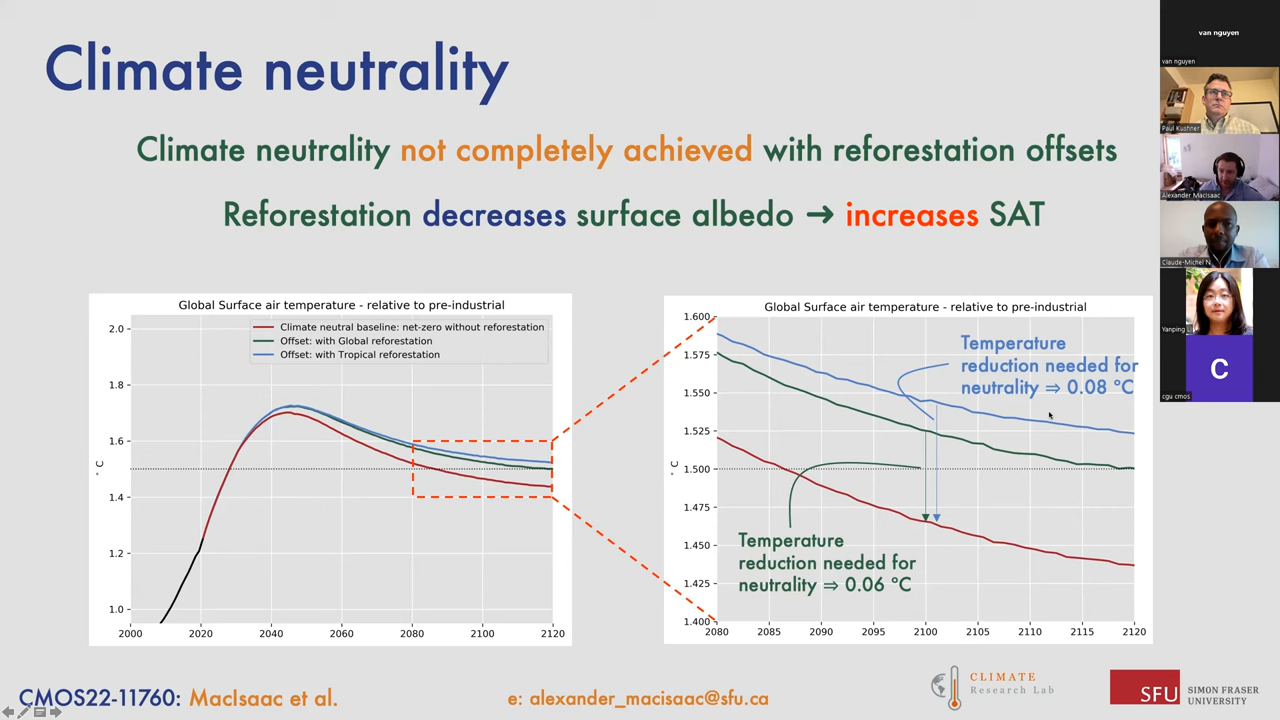 Climate neutrality
Climate neutrality not completely achieved with reforestation offsets
Reforestation decreases surface albedo → increases SAT
Global Surface air temperature - relative to pre-industrial
Climate neutral baseline: net-zero without reforestation
Offset: with Global reforestation
Offset: with Tropical reforestation
2.0
1.8
1.6
1.4
1.2
1.0
° C
2000 2020 2040 2060 2080 2100 2120
Global Surface air temperature - relative to pre-industrial
1.600
1.575
1.550
1.525
1.500
1.475
1.450
1.425
1.400
° C
2080 2085 2090 2095 2100 2105 2110 2115 2120
Temperature
reduction needed for
neutrality ⇒ 0.08 °C
Temperature
reduction needed for
neutrality ⇒ 0.06 °C
CMOS22-11760: MacIsaac et al.
e: alexander_macisaac@sfu.ca
CLIMATE
Research Lab
SFU
SIMON FRASER
UNIVERSITY
van nguyen
van nguyen
Paul Kushner
Alexander MacIsaac
Claude-Michel N
Yanping L
C
cgu cmos